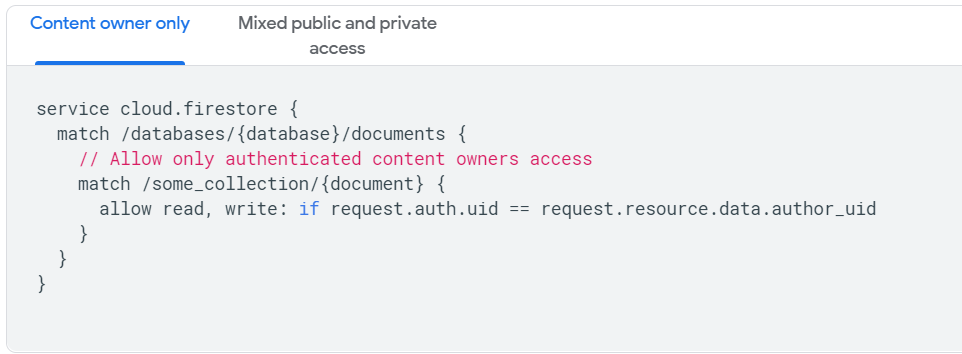 Content owner only
Mixed public and private
access
service cloud.firestore {
  match /databases/{database}/documents {
    // Allow only authenticated content owners access
    match /some_collection/{document} {
      allow read, write: if request.auth.uid == request.resource.data.author_uid
    }
  }
}